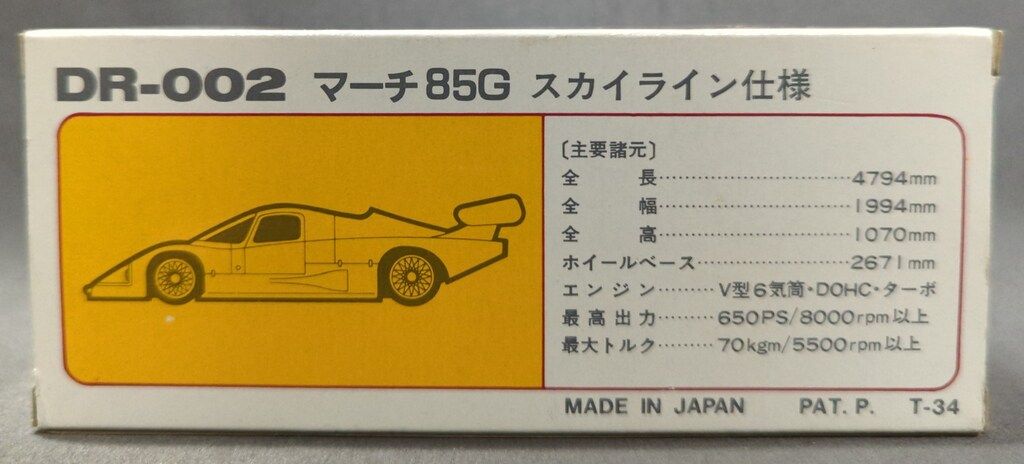 DR-002 マーチ85G スカイライン仕様
〔主要諸元〕
全長‥‥‥‥‥‥‥‥‥‥4794mm
全幅‥‥‥‥‥‥‥‥‥‥1994mm
全高‥‥‥‥‥‥‥‥‥‥1070mm
ホイールベース‥‥‥‥‥‥‥‥2671mm
エンジン‥‥‥V型6気筒・DOHC・ターボ
最高出力‥‥‥650PS/8000rpm以上
最大トルク‥‥‥70kgm/5500rpm以上
MADE IN JAPAN PAT. P. T-34